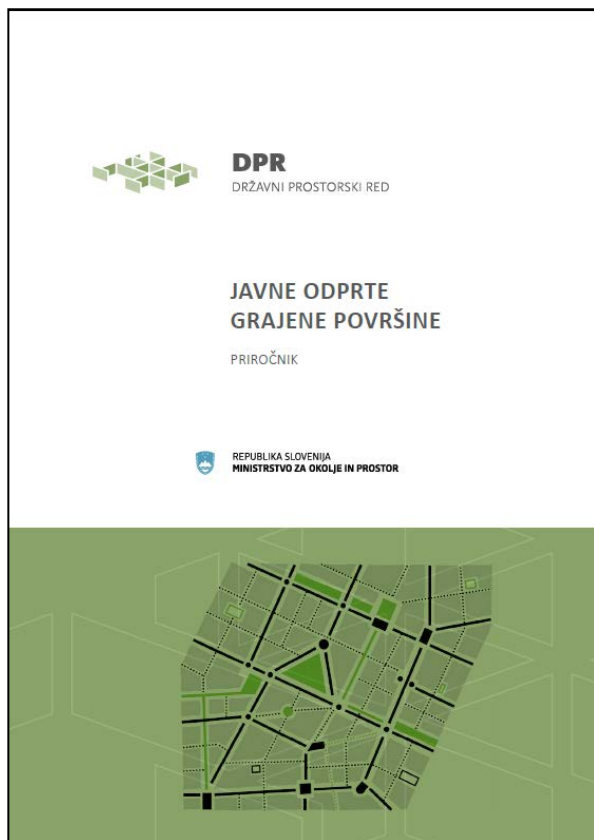 DPR
DRŽAVNI PROSTORSKI RED
JAVNE ODPRTE
GRAJENE POVRŠINE
PRIROČNIK
REPUBLIKA SLOVENIJA
MINISTRSTVO ZA OKOLJE IN PROSTOR